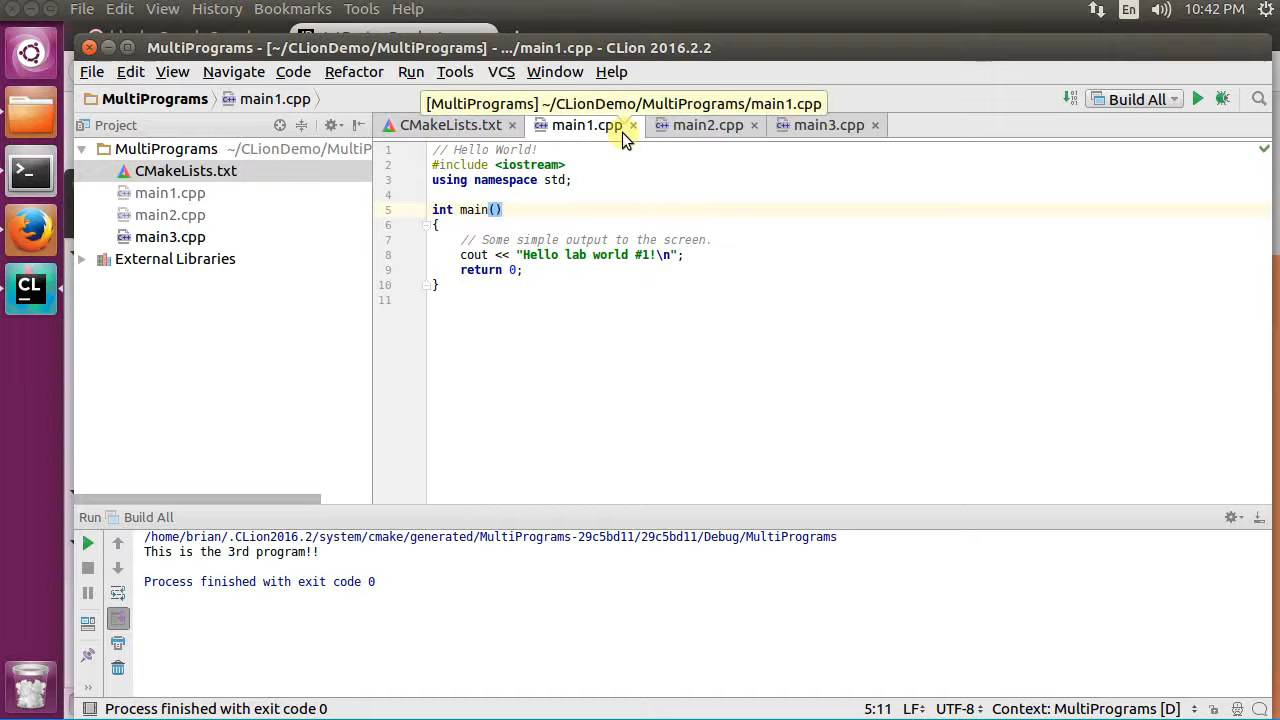 File Edit View History Bookmarks Tools Help
En
10:42 PM
MultiPrograms - [~/CLionDemo/MultiPrograms] - .../main1.cpp - CLion 2016.2.2
File Edit View Navigate Code Refactor Run Tools VCS Window Help
MultiPrograms main1.cpp
[MultiPrograms] ~/CLionDemo/MultiPrograms/main1.cpp
Build All
Project
CMakeLists.txt main1.cpp main2.cpp main3.cpp
MultiPrograms ~/CLionDemo/MultiP
CMakeLists.txt
main1.cpp
main2.cpp
main3.cpp
External Libraries
1 // Hello World!
2 #include <iostream>
3 using namespace std;
4
5 int main()
6 {
7 // Some simple output to the screen.
8 cout << "Hello lab world #1!\n";
9 return 0;
10 }
11
CL
Run Build All
/home/brian/.CLion2016.2/system/cmake/generated/MultiPrograms-29c5bd11/29c5bd11/Debug/MultiPrograms
This is the 3rd program!!
Process finished with exit code 0
Process finished with exit code 0
5:11 LF UTF-8 Context: MultiPrograms [D]